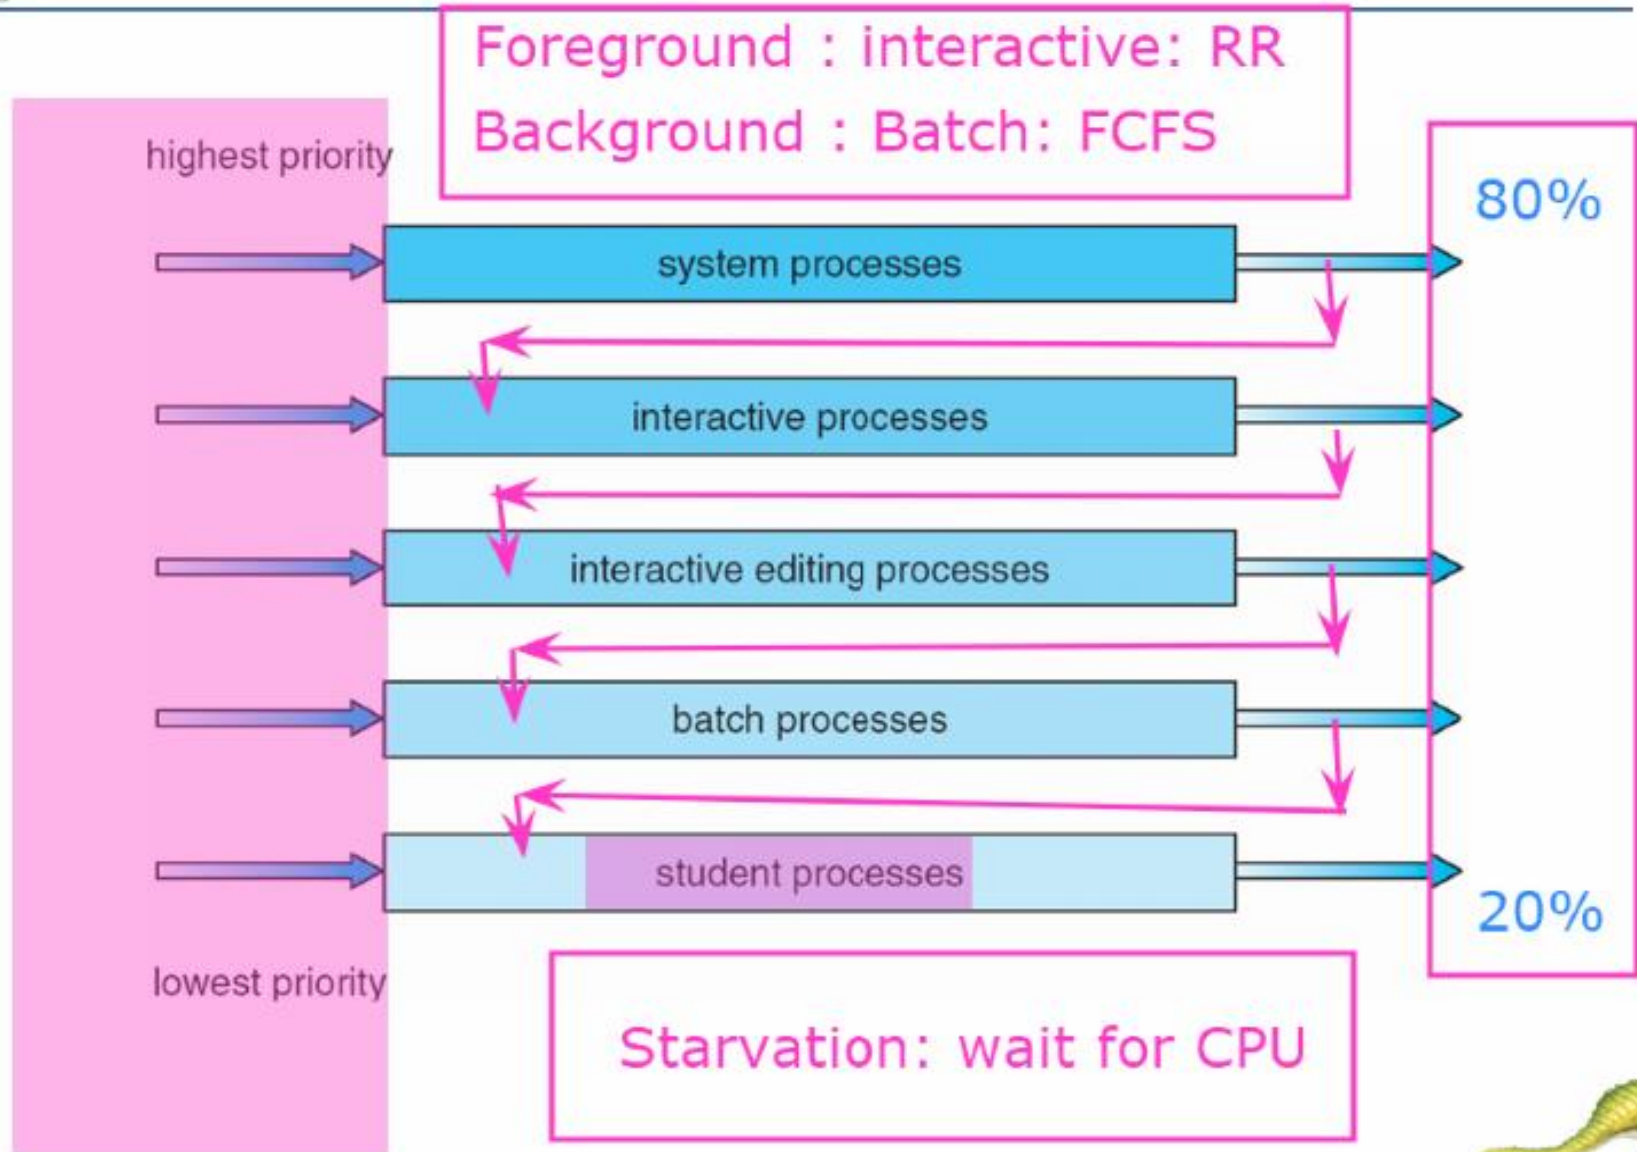 Foreground : interactive: RR
Background : Batch: FCFS
highest priority
80%
system processes
interactive processes
interactive editing processes
batch processes
student processes
20%
lowest priority
Starvation: wait for CPU